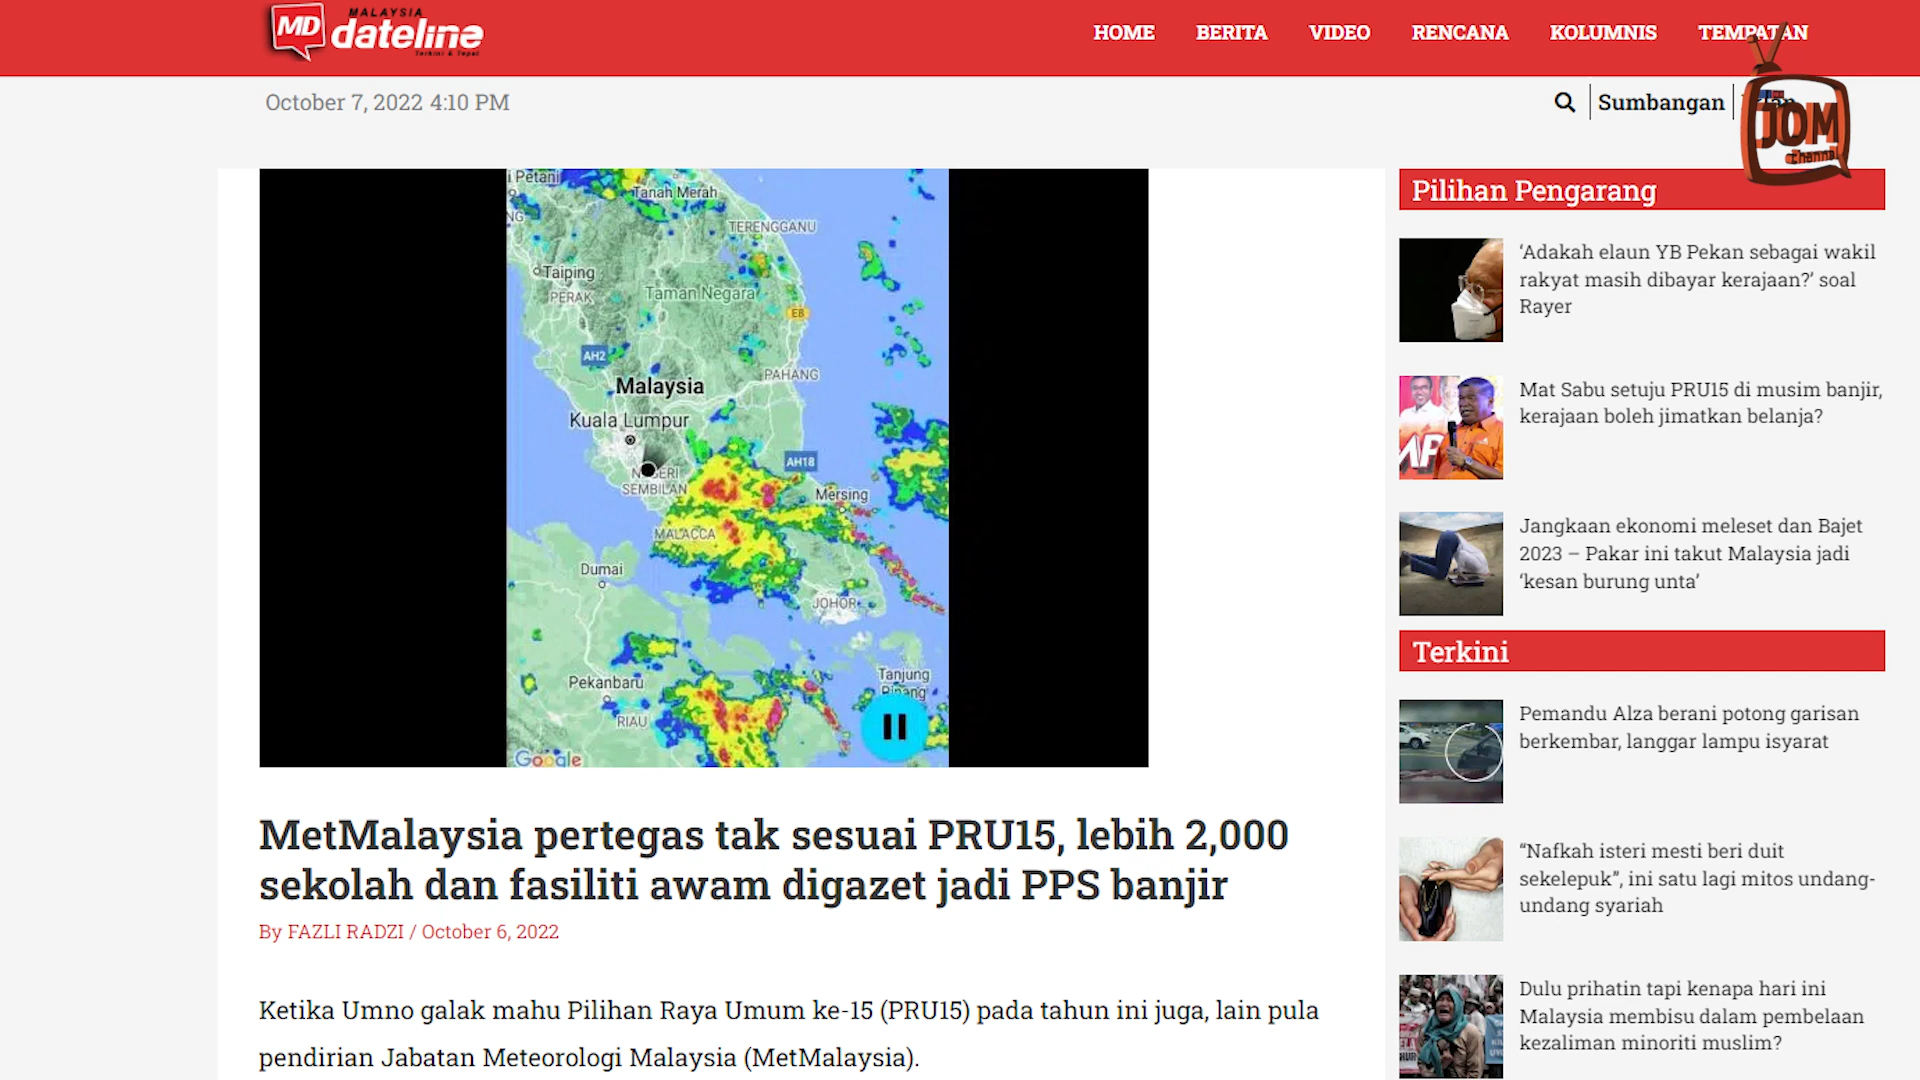 MALAYSIA
MD dateline
Terkini & Tepat
HOME BERITA VIDEO RENCANA KOLUMNIS TEMPATAN
October 7, 2022 4:10 PM
Sumbangan
JOM
channel
i Petani
Tanah Merah
NG
TERENGGANU
Taiping
PERAK
Taman Negara
E8
AH2
Malaysia
PAHANG
Kuala Lumpur
AH18
SEMBILAN
Mersing
MALACCA
Dumai
JOHOR
Tanjung
Pinang
Pekanbaru
RIAU
Google
MetMalaysia pertegas tak sesuai PRU15, lebih 2,000
sekolah dan fasiliti awam digazet jadi PPS banjir
By FAZLI RADZI / October 6, 2022
Ketika Umno galak mahu Pilihan Raya Umum ke-15 (PRU15) pada tahun ini juga, lain pula
pendirian Jabatan Meteorologi Malaysia (MetMalaysia).
Pilihan Pengarang
‘Adakah elaun YB Pekan sebagai wakil
rakyat masih dibayar kerajaan?’ soal
Rayer
Mat Sabu setuju PRU15 di musim banjir,
kerajaan boleh jimatkan belanja?
Jangkaan ekonomi meleset dan Bajet
2023 – Pakar ini takut Malaysia jadi
‘kesan burung unta’
Terkini
Pemandu Alza berani potong garisan
berkembar, langgar lampu isyarat
“Nafkah isteri mesti beri duit
sekelepuk”, ini satu lagi mitos undang-
undang syariah
Dulu prihatin tapi kenapa hari ini
Malaysia membisu dalam pembelaan
kezaliman minoriti muslim?